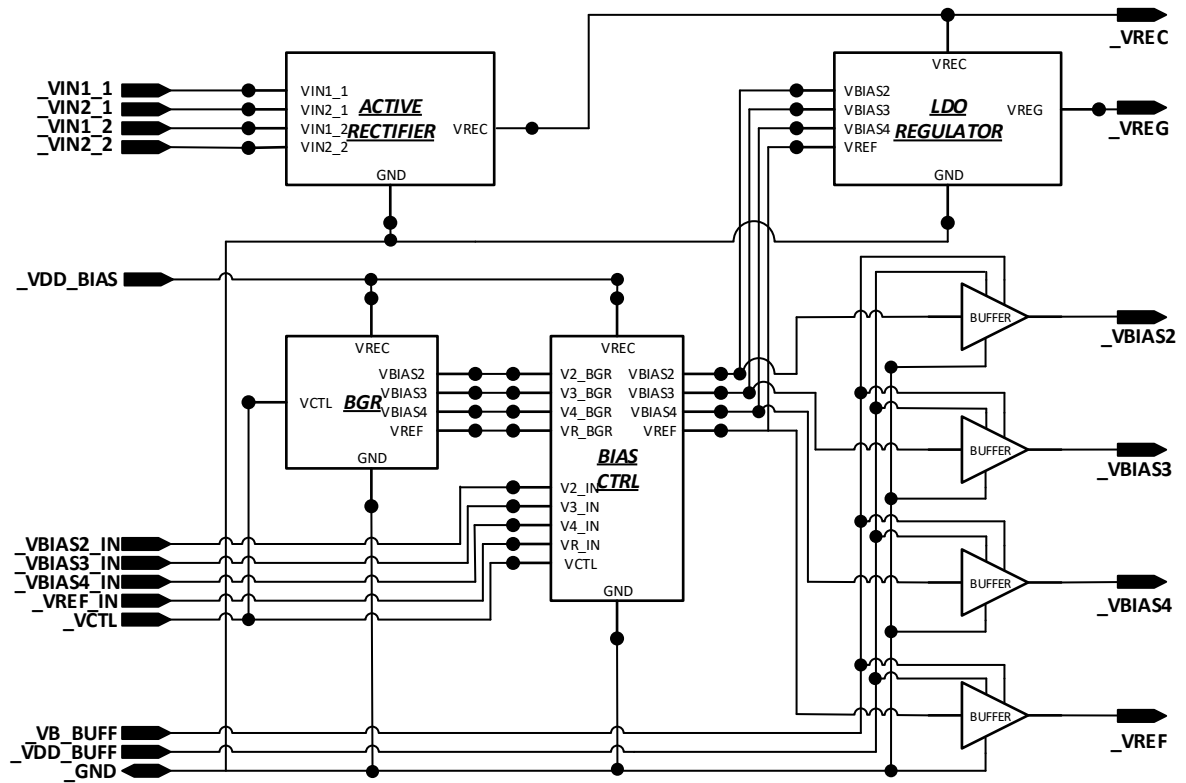 _VREC
_VIN1_1
_VIN2_1
_VIN1_2
_VIN2_2
VIN1_1
VIN2_1
VIN1_2
VIN2_2
ACTIVE
RECTIFIER
VREC
GND
VREC
VBIAS2
VBIAS3
VBIAS4
VREF
LDO
REGULATOR
VREG
GND
_VREG
_VDD_BIAS
VREC
VCTL
BGR
VBIAS2
VBIAS3
VBIAS4
VREF
GND
VREC
V2_BGR
V3_BGR
V4_BGR
VR_BGR
VBIAS2
VBIAS3
VBIAS4
VREF
BIAS
CTRL
V2_IN
V3_IN
V4_IN
VR_IN
VCTL
GND
BUFFER
_VBIAS2
BUFFER
_VBIAS3
BUFFER
_VBIAS4
BUFFER
_VREF
_VBIAS2_IN
_VBIAS3_IN
_VBIAS4_IN
_VREF_IN
_VCTL
_VB_BUFF
_VDD_BUFF
_GND